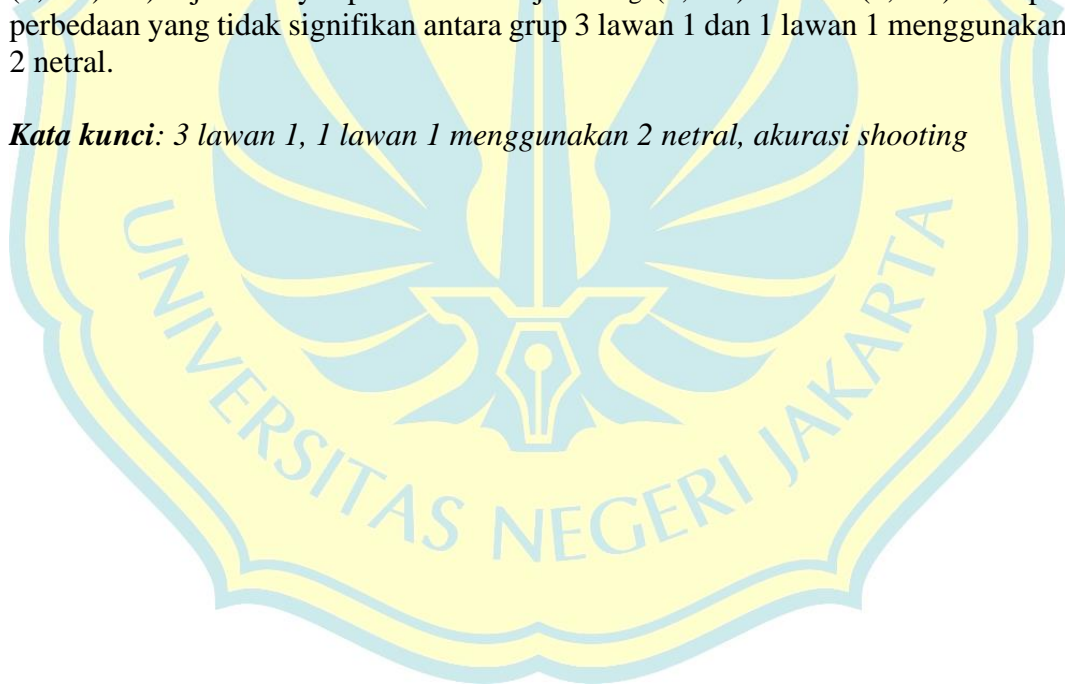 perbedaan yang tidak signifikan antara grup 3 lawan 1 dan 1 lawan 1 menggunakan
2 netral.
Kata kunci: 3 lawan 1, 1 lawan 1 menggunakan 2 netral, akurasi shooting
UNIVERSITAS NEGERI JAKARTA